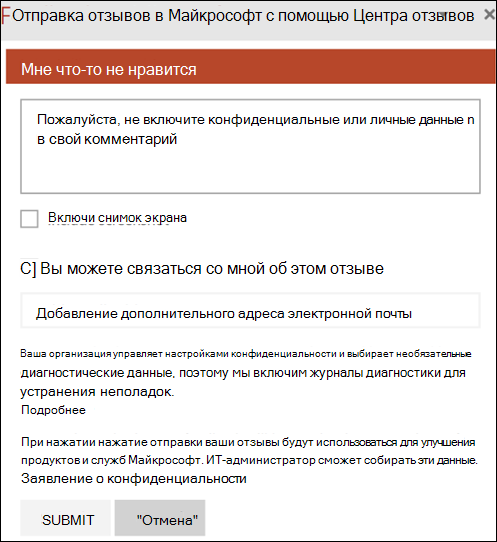 FОтправка отзывов в Майкрософт с помощью Центра отзывов
Мне что-то не нравится
Пожалуйста, не включите конфиденциальные или личные данные n
в свой комментарий
Включи снимок экрана
C] Вы можете связаться со мной об этом отзыве
Добавление дополнительного адреса электронной почты
Ваша организация управляет настройками конфиденциальности и выбирает необязательные
диагностические данные, поэтому мы включим журналы диагностики для
устранения неполадок.
Подробнее
При нажатии нажатие отправки ваши отзывы будут использоваться для улучшения
продуктов и служб Майкрософт. ИТ-администратор сможет собирать эти данные.
Заявление о конфиденциальности
SUBMIT
"Отмена"